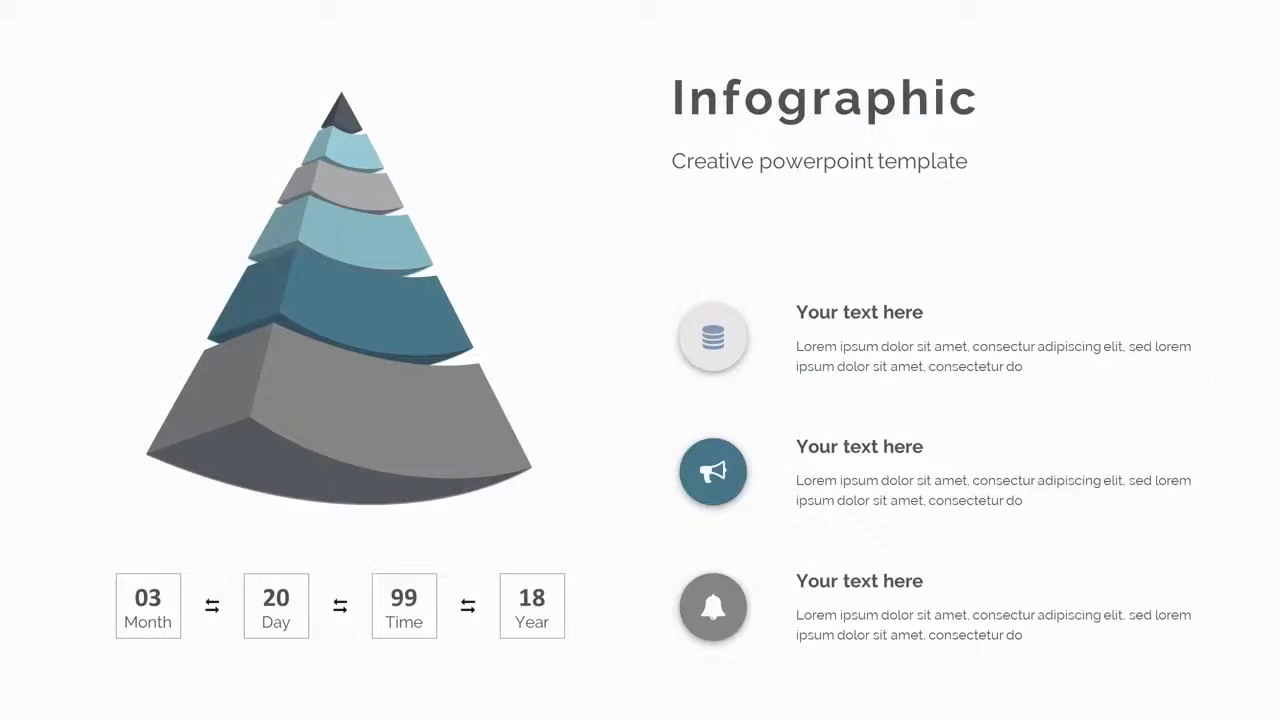 Infographic
Creative powerpoint template
Your text here
Lorem ipsum dolor sit amet, consectur adipiscing elit, sed lorem
ipsum dolor sit amet, consectetur do
Your text here
Lorem ipsum dolor sit amet, consectur adipiscing elit, sed lorem
ipsum dolor sit amet, consectetur do
Your text here
Lorem ipsum dolor sit amet, consectur adipiscing elit, sed lorem
ipsum dolor sit amet, consectetur do
03 20 99 18
Month Day Time Year